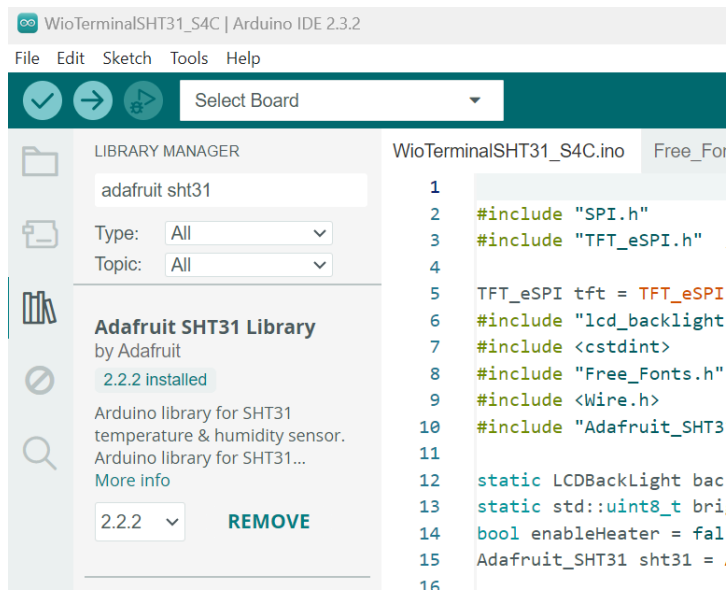 WioTerminalSHT31_S4C | Arduino IDE 2.3.2
File Edit Sketch Tools Help
Select Board
LIBRARY MANAGER
adafruit sht31
Type: All
Topic: All
Adafruit SHT31 Library
by Adafruit
2.2.2 installed
Arduino library for SHT31
temperature & humidity sensor.
Arduino library for SHT31...
More info
2.2.2 REMOVE
WioTerminalSHT31_S4C.ino Free_For
1
2 #include "SPI.h"
3 #include "TFT_eSPI.h"
4
5 TFT_eSPI tft = TFT_eSPI
6 #include "lcd_backlight
7 #include <cstdint>
8 #include "Free_Fonts.h"
9 #include <Wire.h>
10 #include "Adafruit_SHT3
11
12 static LCDBackLight bac
13 static std::uint8_t bri
14 bool enableHeater = fal
15 Adafruit_SHT31 sht31 =
16